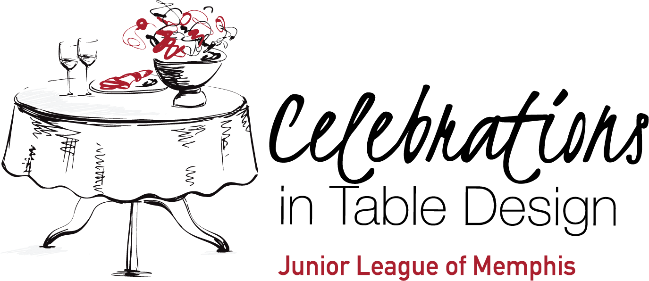 Celebrations
in Table Design
Junior League of Memphis